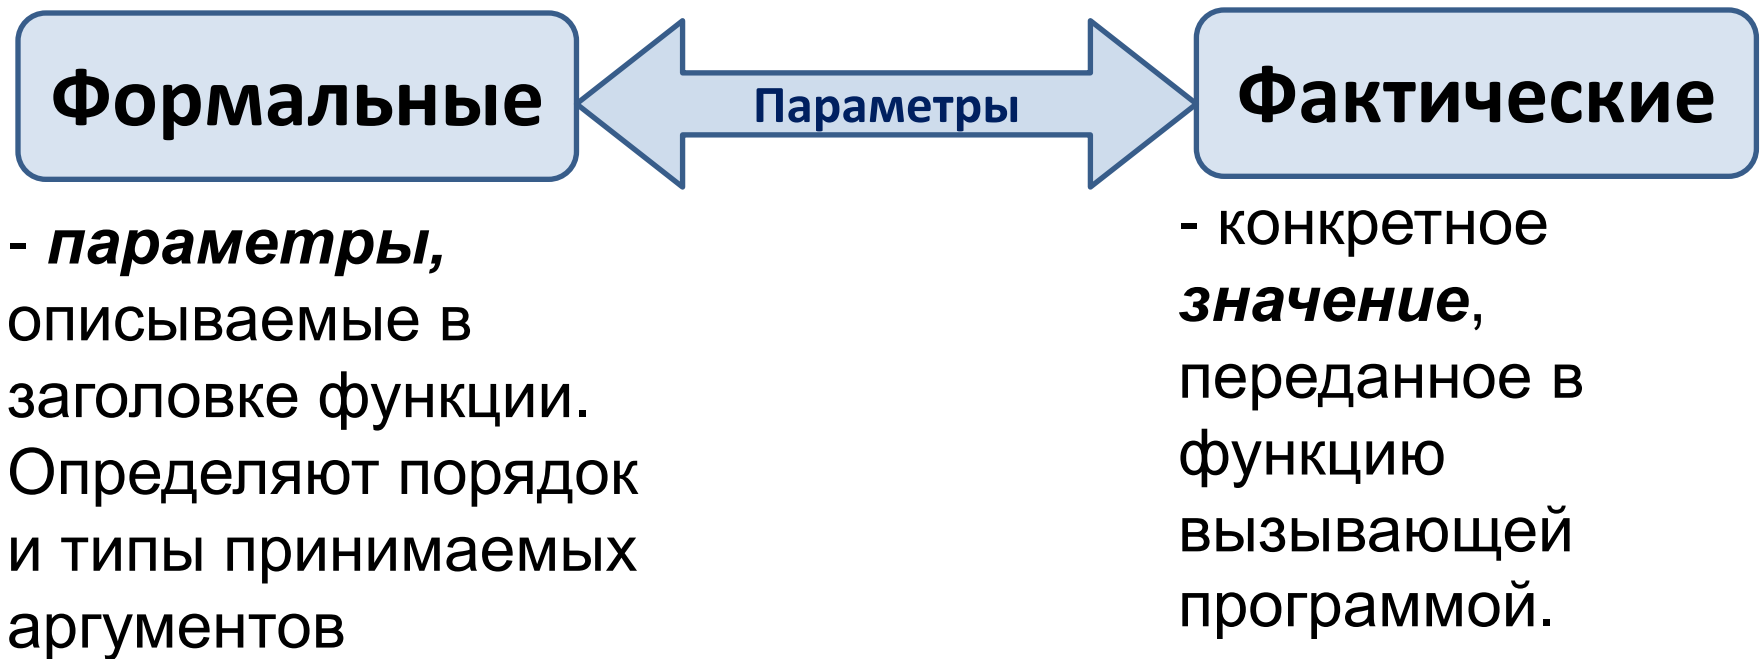 Формальные
Параметры
Фактические
- параметры,
описываемые в
заголовке функции.
Определяют порядок
и типы принимаемых
аргументов
- конкретное
значение,
переданное в
функцию
вызывающей
программой.